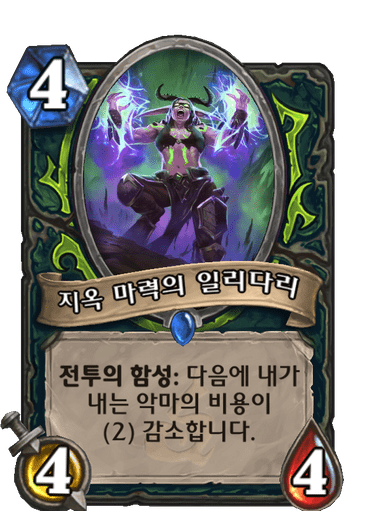 4
지옥 마력의 일리다리
전투의 함성: 다음에 내가
내는 악마의 비용이
(2) 감소합니다.
4
4